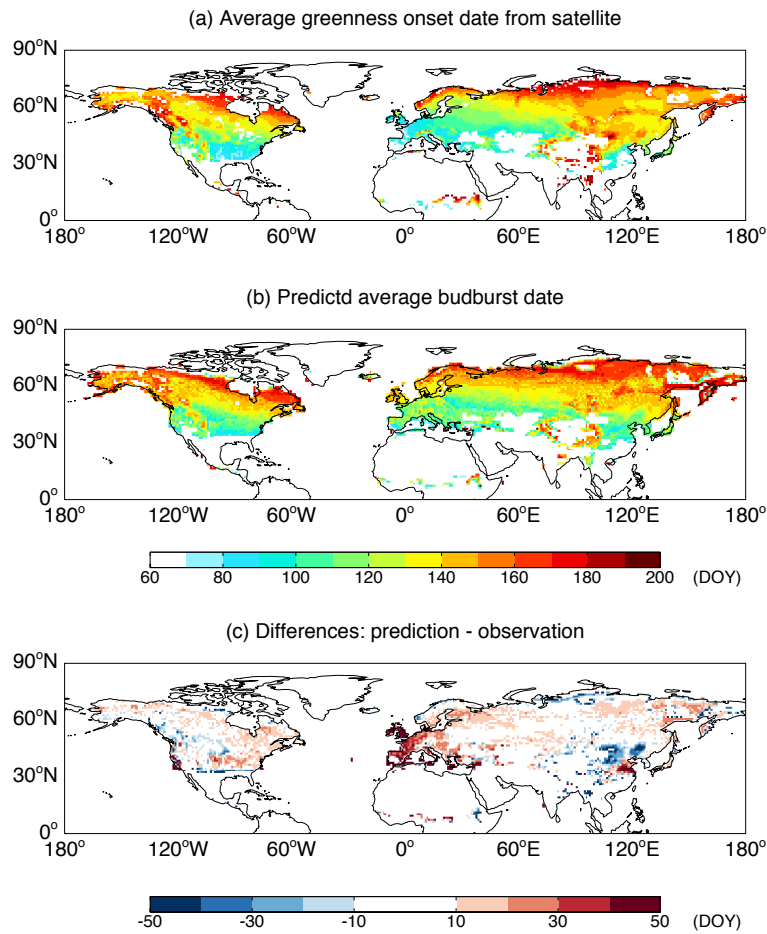 (a) Average greenness onset date from satellite
90°N
60°N
30°N
0°
180° 120°W 60°W 0° 60°E 120°E 180°
(b) Predictd average budburst date
90°N
60°N
30°N
0°
180° 120°W 60°W 0° 60°E 120°E 180°
60 80 100 120 140 160 180 200 (DOY)
(c) Differences: prediction - observation
90°N
60°N
30°N
0°
180° 120°W 60°W 0° 60°E 120°E 180°
-50 -30 -10 10 30 50 (DOY)